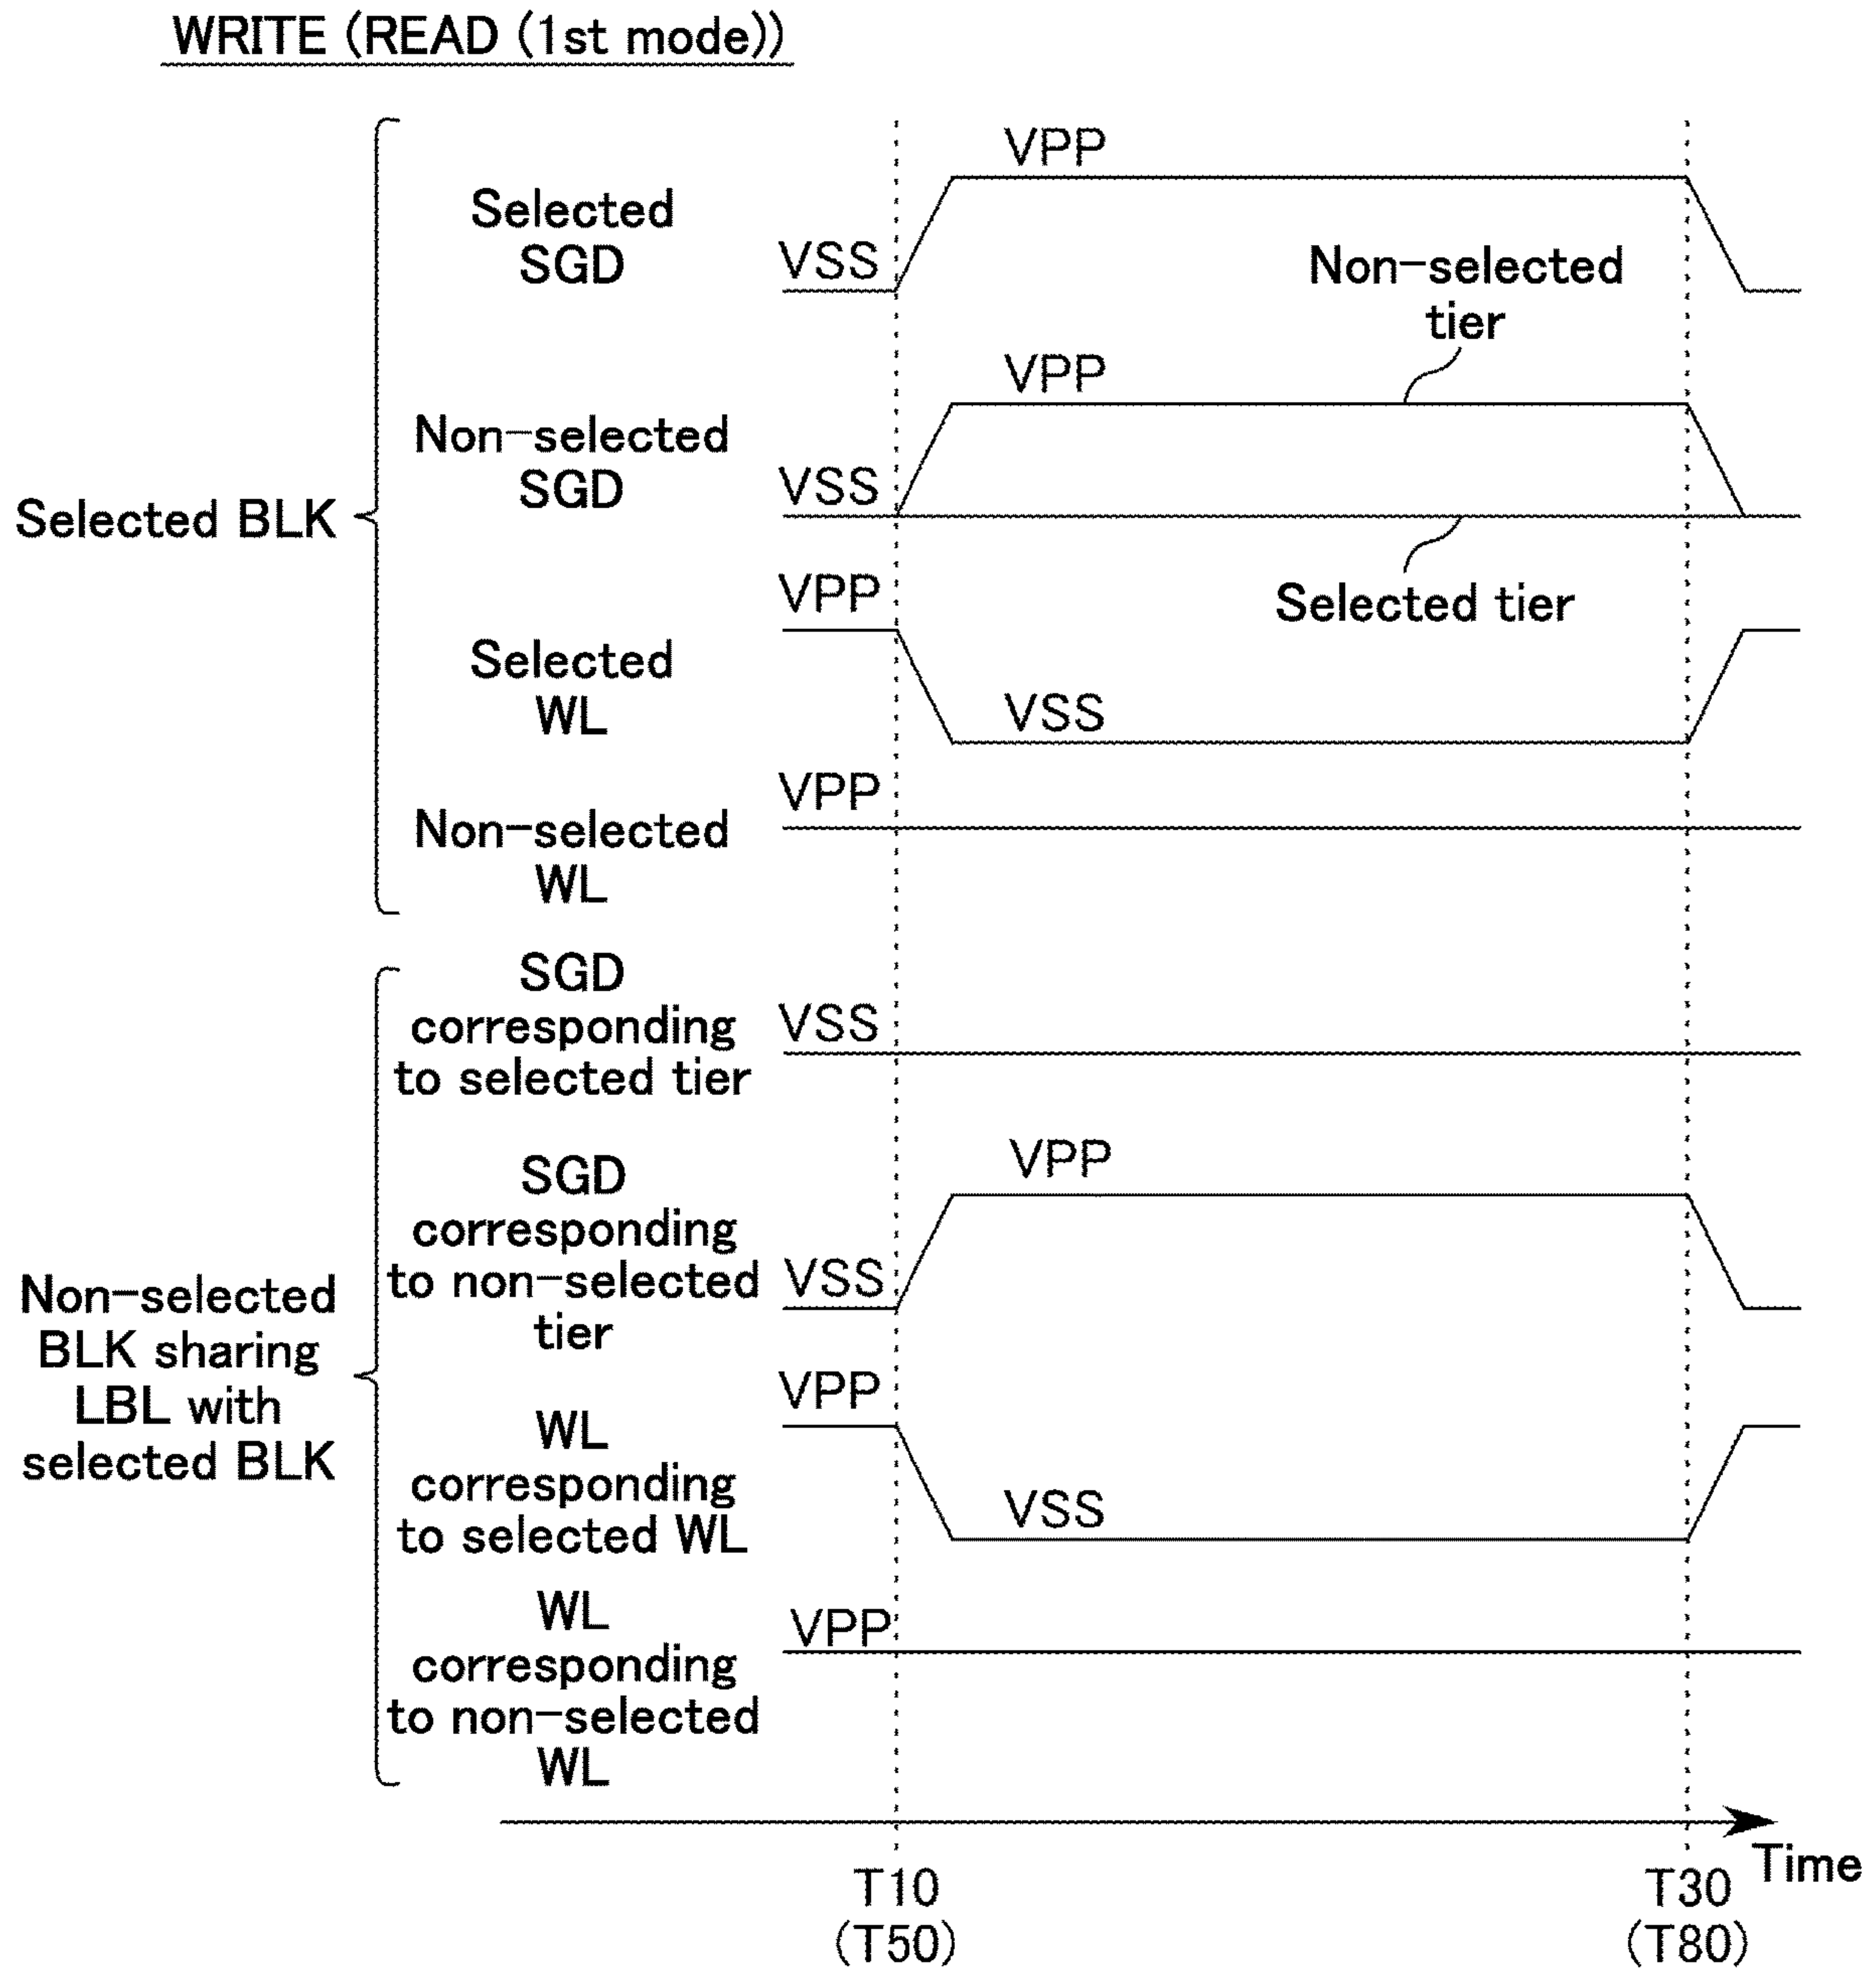 WRITE (READ (1st mode))
VPP
Selected
SGD
VSS
Non-selected
tier
VPP
Non-selected
SGD
VSS
Selected BLK
Selected tier
VPP
Selected
WL
VSS
VPP
Non-selected
WL
SGD
corresponding
to selected tier
VSS
VPP
SGD
corresponding
to non-selected
tier
VSS
Non-selected
BLK sharing
LBL with
selected BLK
VPP
WL
corresponding
to selected WL
VSS
WL
corresponding
to non-selected
WL
VPP
Time
T10
(T50)
T30
(T80)